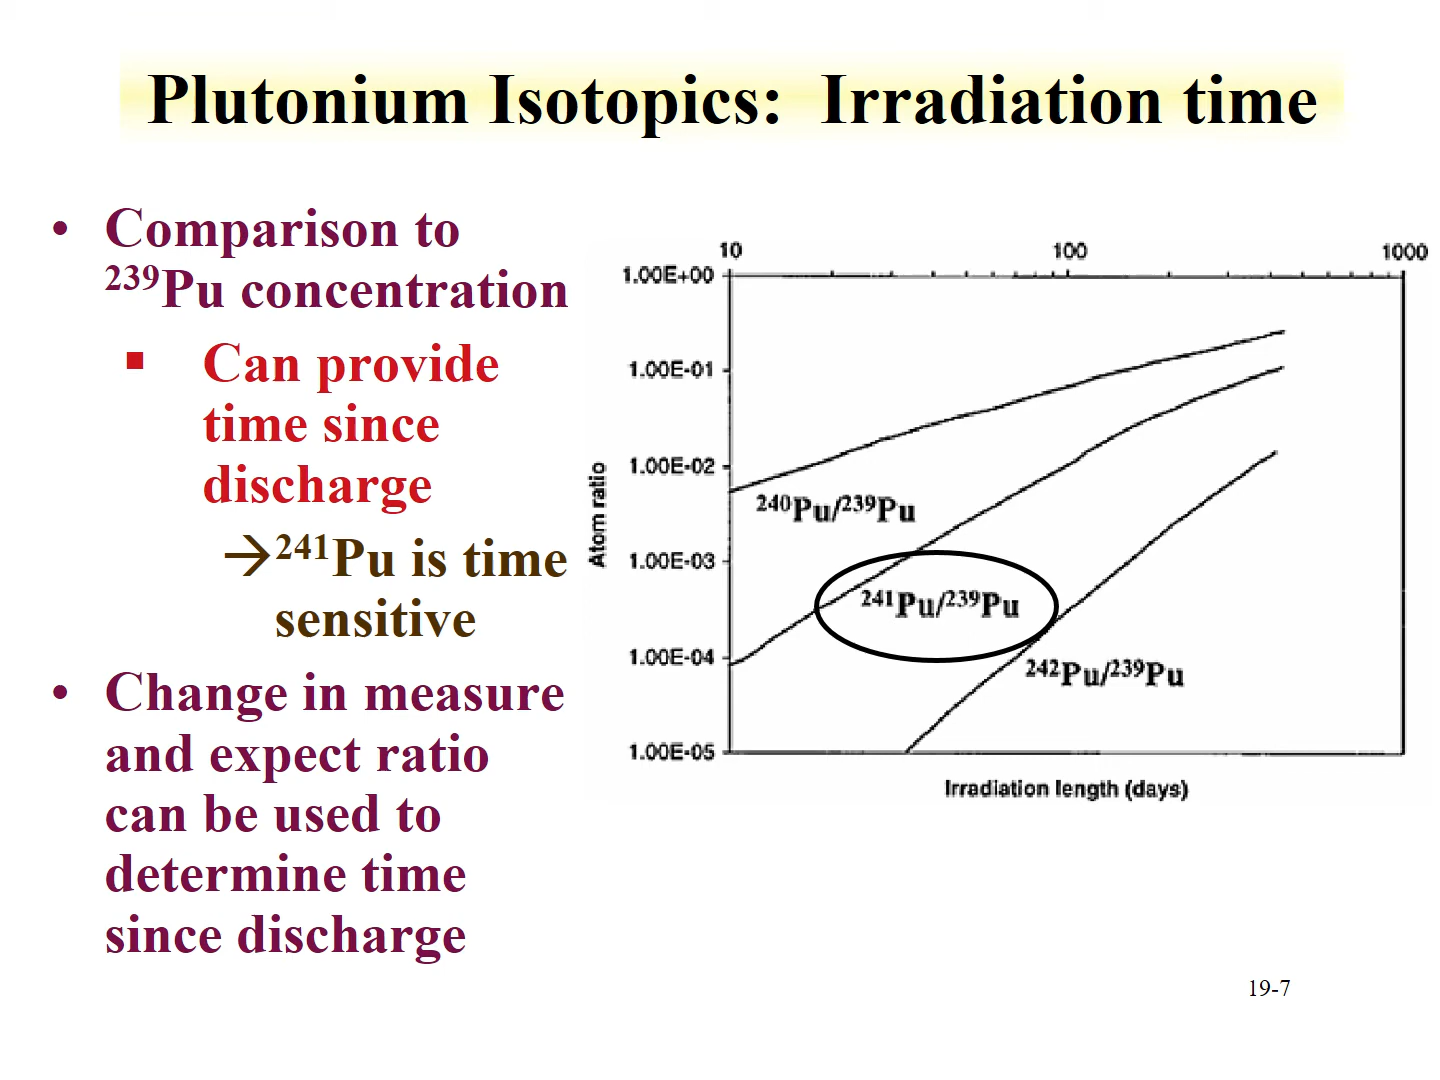 Plutonium Isotopics:  Irradiation time
• Comparison to
²³⁹Pu concentration
▪ Can provide
time since
discharge
→²⁴¹Pu is time
sensitive
• Change in measure
and expect ratio
can be used to
determine time
since discharge
10 100 1000
1.00E+00
1.00E-01
1.00E-02
1.00E-03
1.00E-04
1.00E-05
Atom ratio
²⁴⁰Pu/²³⁹Pu
²⁴¹Pu/²³⁹Pu
²⁴²Pu/²³⁹Pu
Irradiation length (days)
19-7